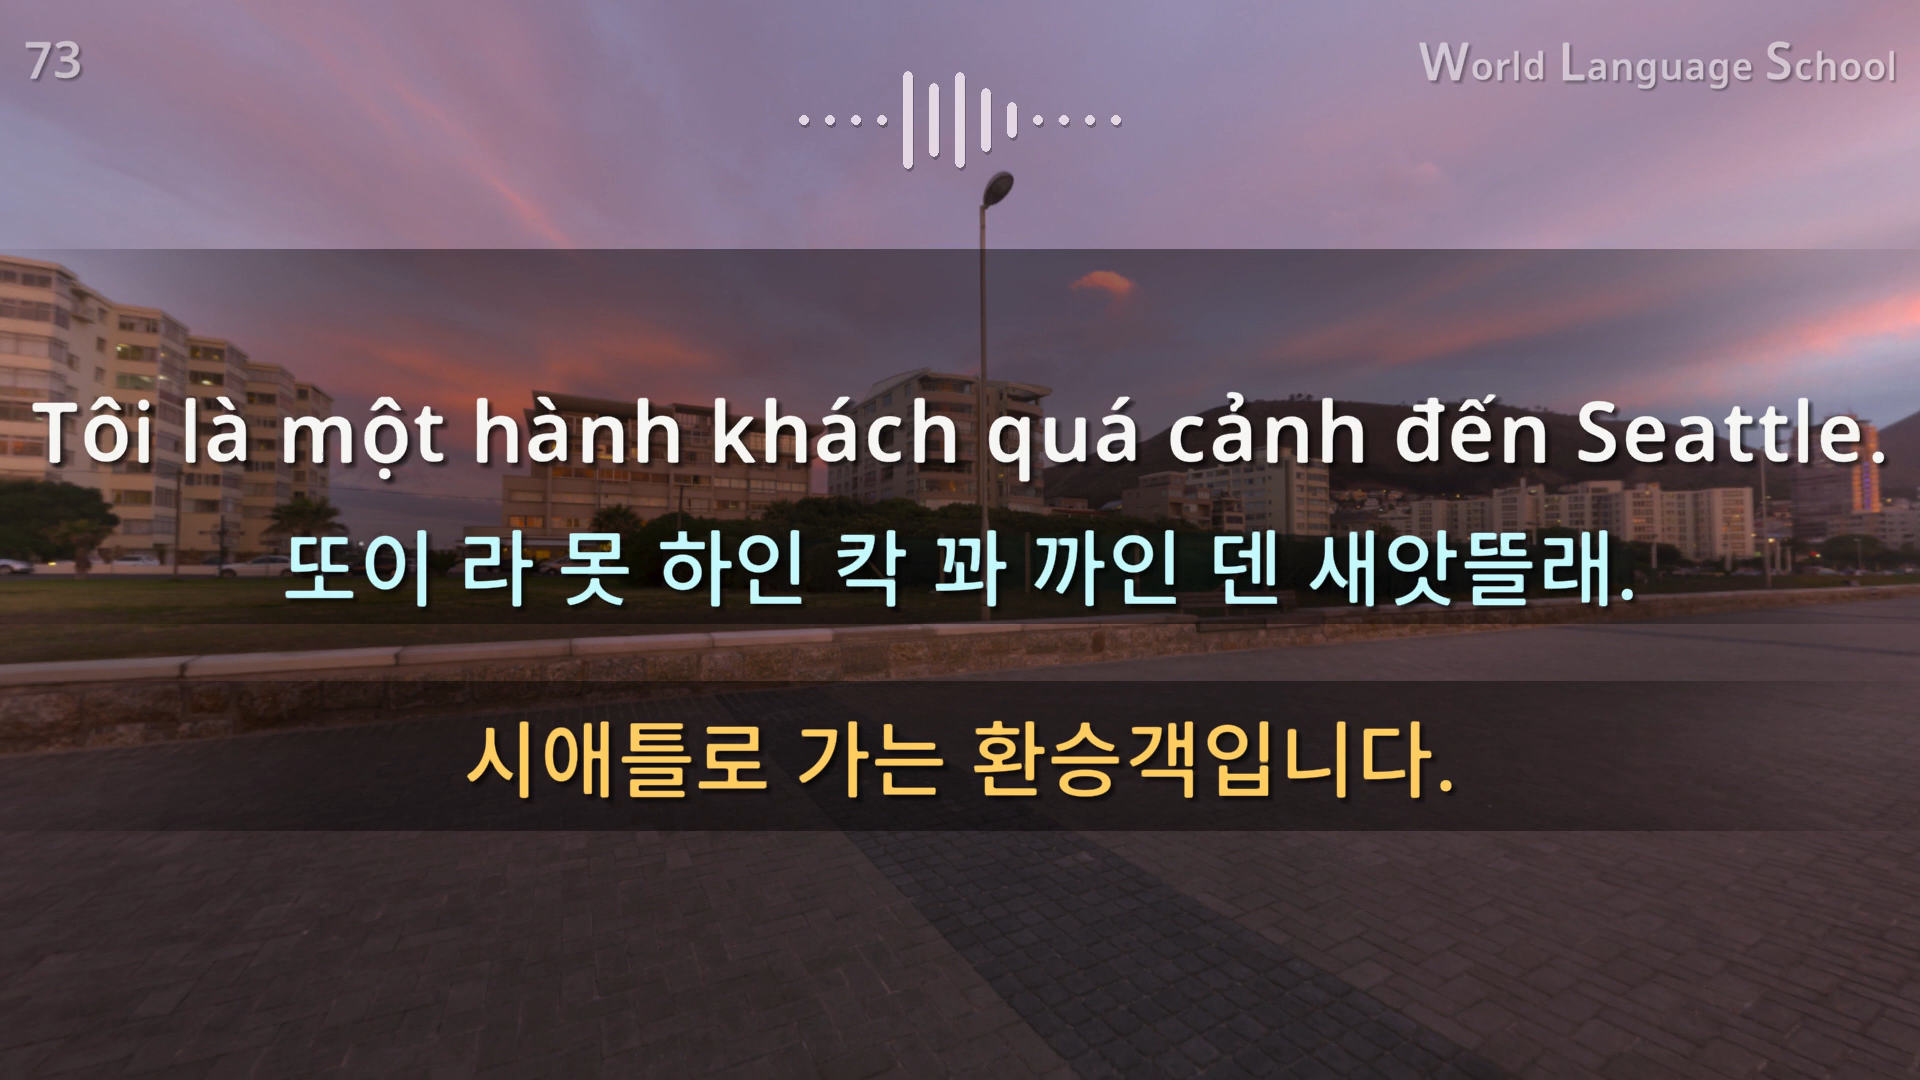 73
World Language School
Tôi là một hành khách quá cảnh đến Seattle.
또이 라 못 하인 칵 꽈 까인 덴 새앗뜰래.
시애틀로 가는 환승객입니다.